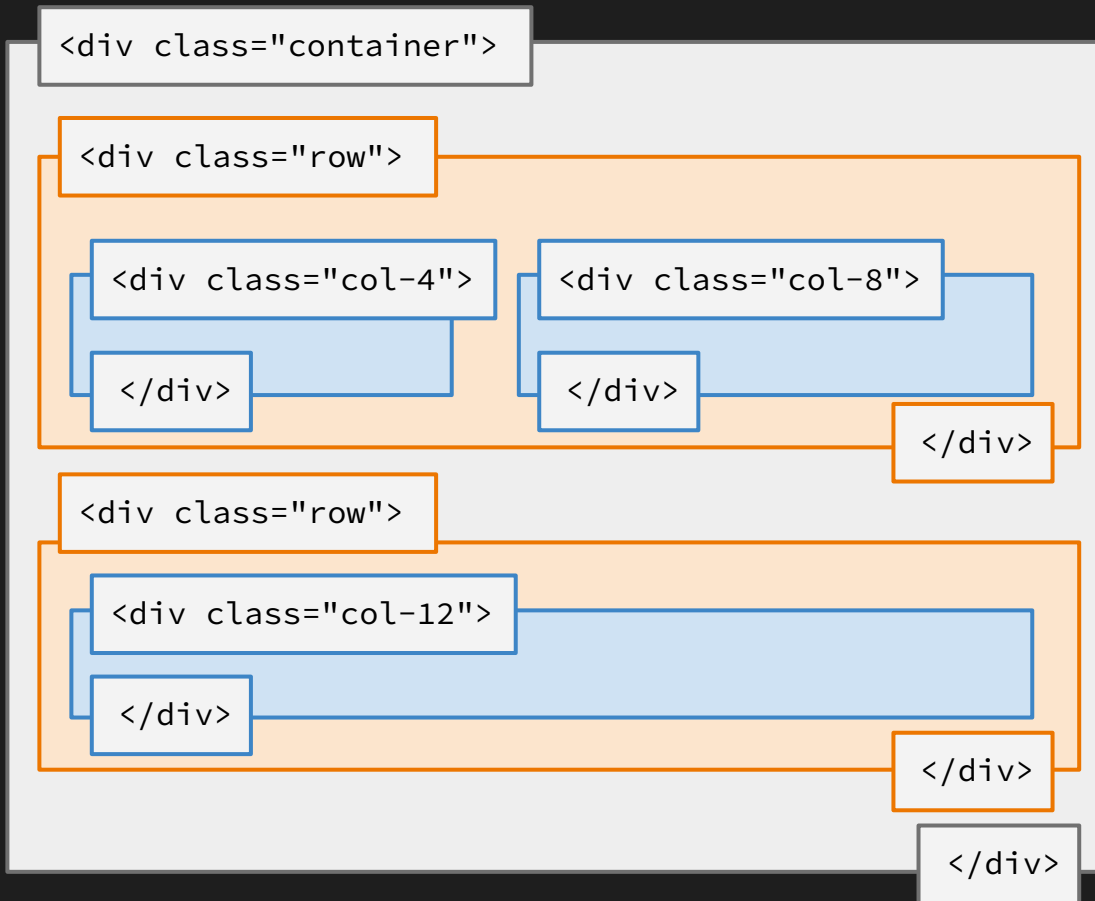 <div class="container">
<div class="row">
<div class="col-4"> <div class="col-8">
</div> </div>
</div>
<div class="row">
<div class="col-12">
</div>
</div>
</div>